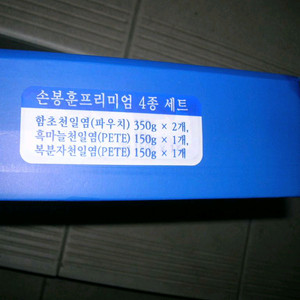 손봉훈프리미엄 4종 세트
함초천일염(파우치) 350g × 2개,
흑마늘천일염(PETE) 150g × 1개,
복분자천일염(PETE) 150g × 1개